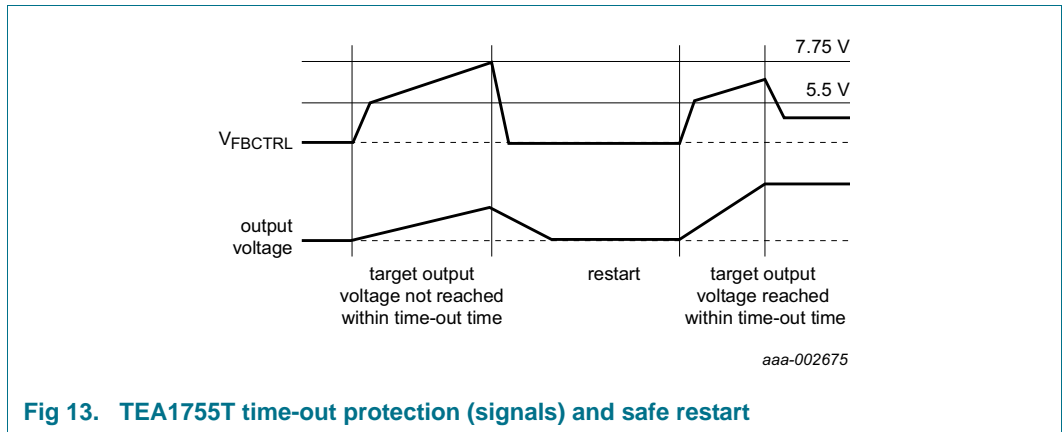 7.75 V
5.5 V
VFBCTRL
output
voltage
target output
voltage not reached
within time-out time
restart
target output
voltage reached
within time-out time
aaa-002675
Fig 13. TEA1755T time-out protection (signals) and safe restart